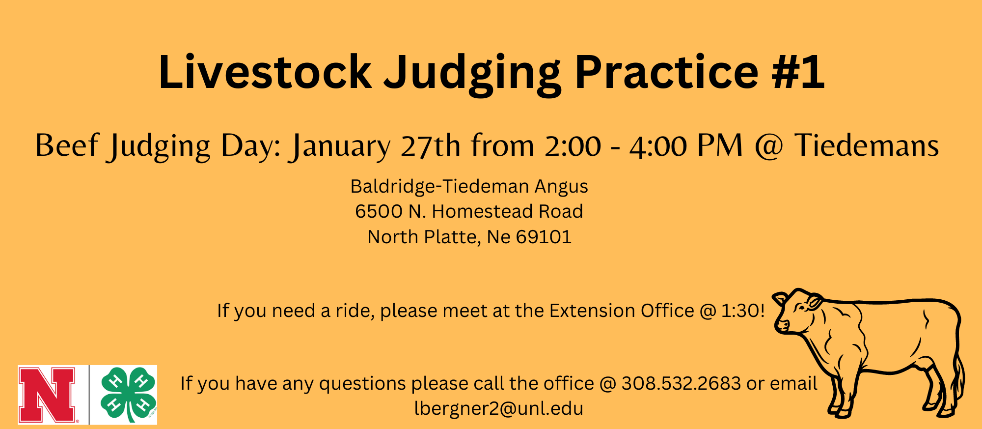 Livestock Judging Practice #1
Beef Judging Day: January 27th from 2:00 - 4:00 PM @ Tiedemans
Baldridge-Tiedeman Angus
6500 N. Homestead Road
North Platte, Ne 69101
If you need a ride, please meet at the Extension Office @ 1:30!
N
H H H H
If you have any questions please call the office @ 308.532.2683 or email
lbergner2@unl.edu